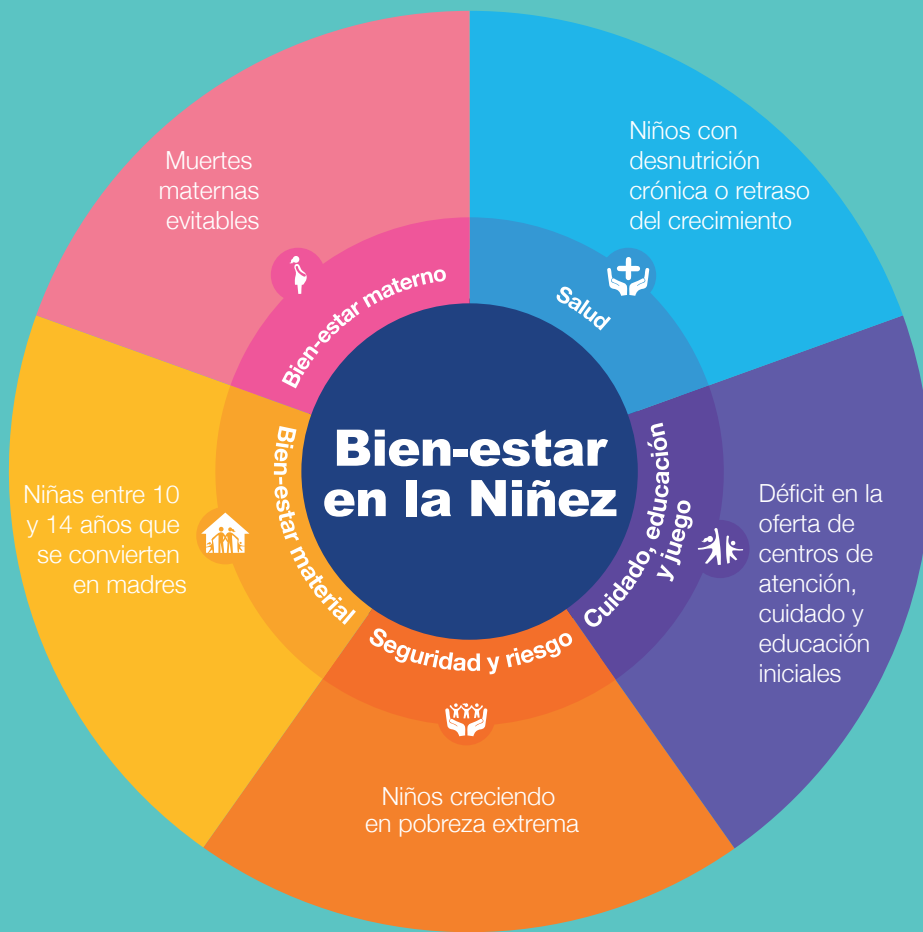 Bien-estar
en la Niñez
Muertes
maternas
evitables
Bien-estar materno
Niños con
desnutrición
crónica o retraso
del crecimiento
Salud
Déficit en la
oferta de
centros de
atención,
cuidado y
educación
iniciales
Cuidado, educación
y juego
Niños creciendo
en pobreza extrema
Seguridad y riesgo
Niñas entre 10
y 14 años que
se convierten
en madres
Bien-estar material